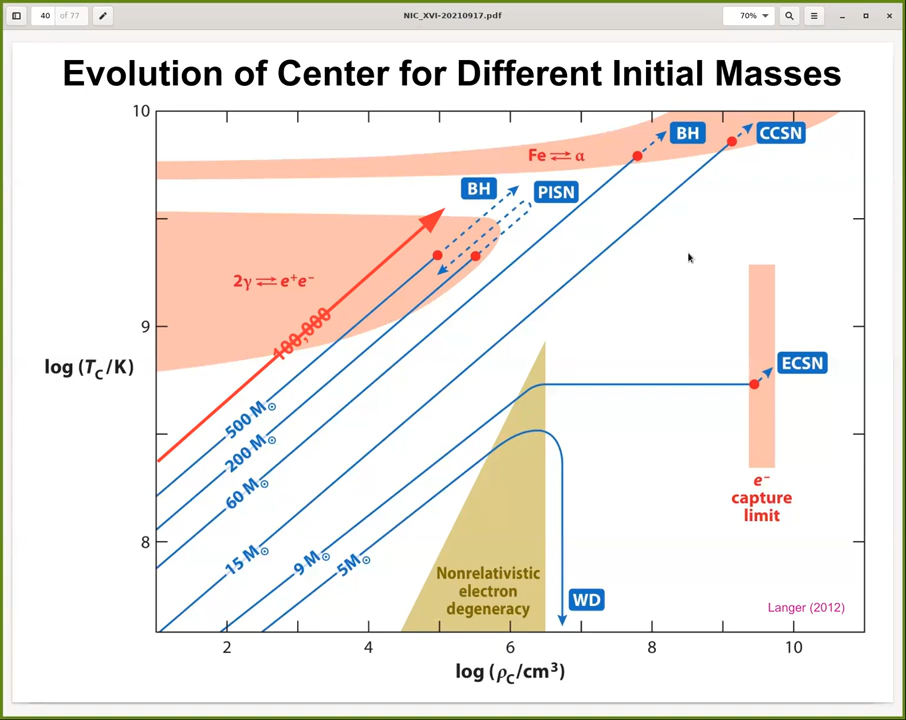 40 of 77
NIC_XVI-20210917.pdf
70%
Evolution of Center for Different Initial Masses
10
BH
CCSN
Fe ⇄ α
BH
PISN
2γ ⇄ e⁺e⁻
100,000
9
log (T_C/K)
ECSN
500 M☉
200 M☉
60 M☉
e⁻
capture
limit
8
15 M☉
9 M☉
5M☉
Nonrelativistic
electron
degeneracy
WD
Langer (2012)
2 4 6 8 10
log (ρ_C/cm³)